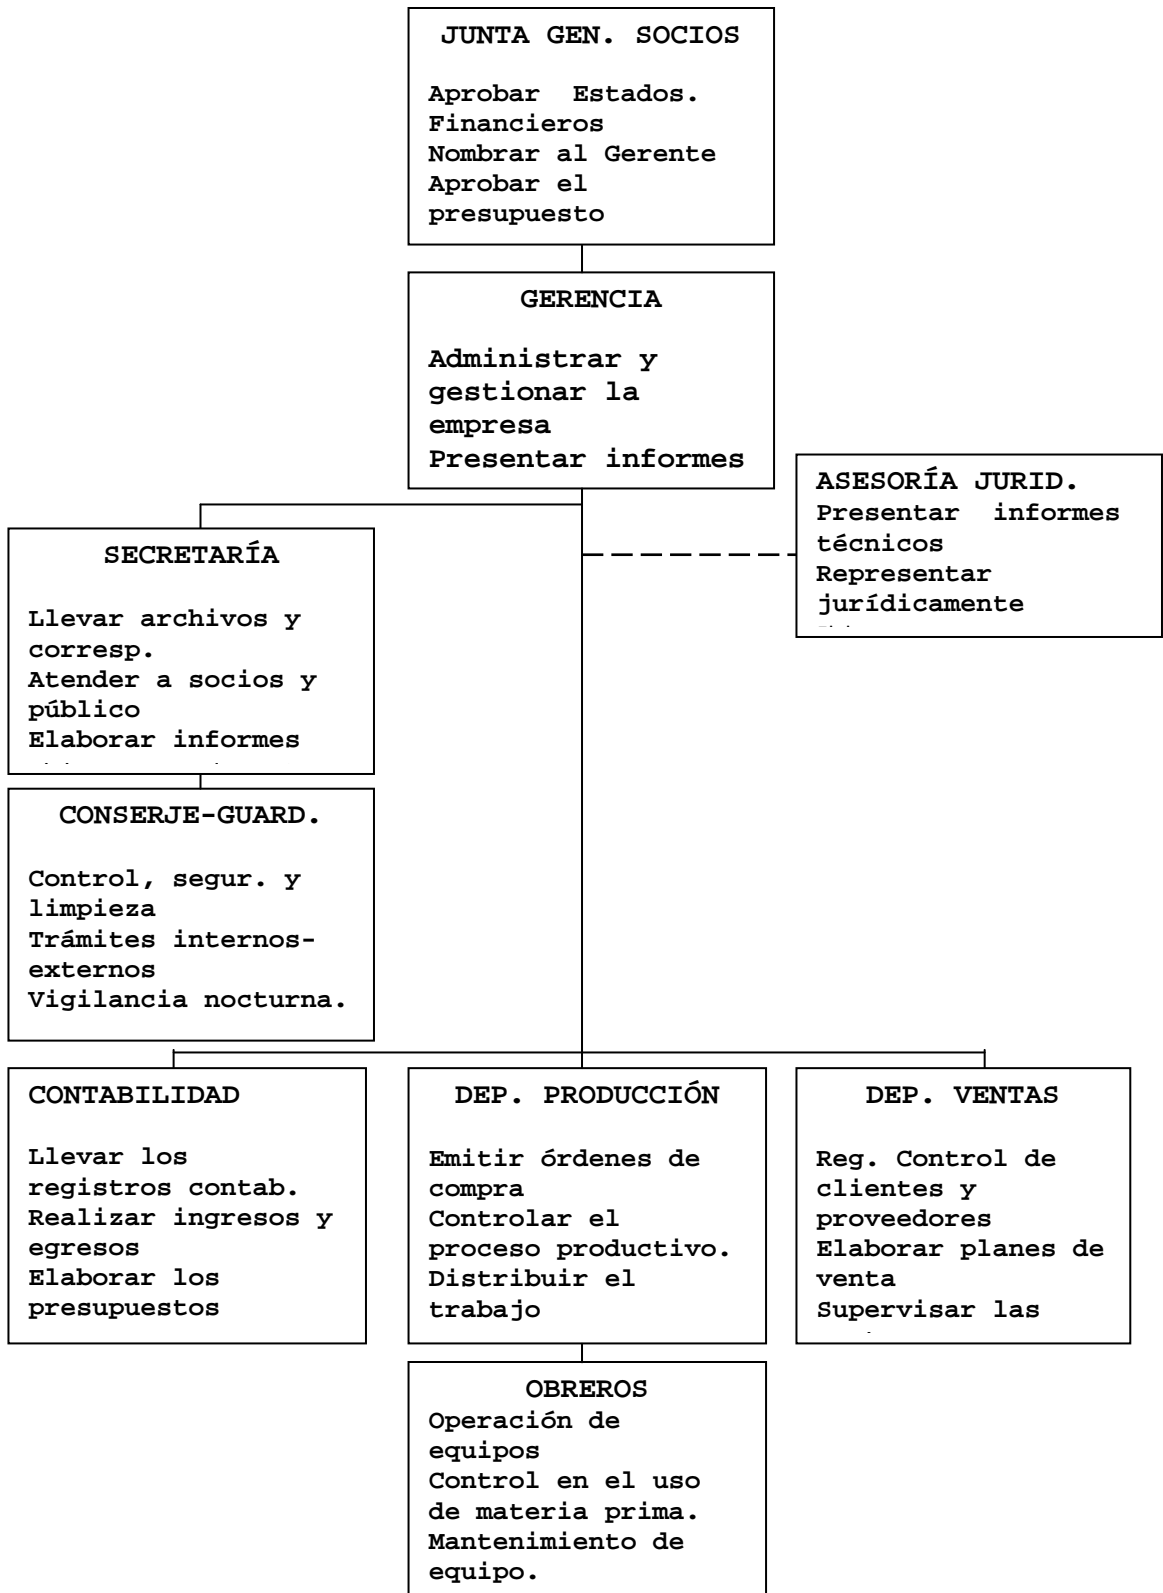 JUNTA GEN. SOCIOS
Aprobar Estados.
Financieros
Nombrar al Gerente
Aprobar el
presupuesto
GERENCIA
Administrar y
gestionar la
empresa
Presentar informes
ASESORÍA JURID.
Presentar informes
técnicos
Representar
jurídicamente
SECRETARÍA
Llevar archivos y
corresp.
Atender a socios y
público
Elaborar informes
CONSERJE-GUARD.
Control, segur. y
limpieza
Trámites internos-
externos
Vigilancia nocturna.
CONTABILIDAD
Llevar los
registros contab.
Realizar ingresos y
egresos
Elaborar los
presupuestos
DEP. PRODUCCIÓN
Emitir órdenes de
compra
Controlar el
proceso productivo.
Distribuir el
trabajo
DEP. VENTAS
Reg. Control de
clientes y
proveedores
Elaborar planes de
venta
Supervisar las
OBREROS
Operación de
equipos
Control en el uso
de materia prima.
Mantenimiento de
equipo.